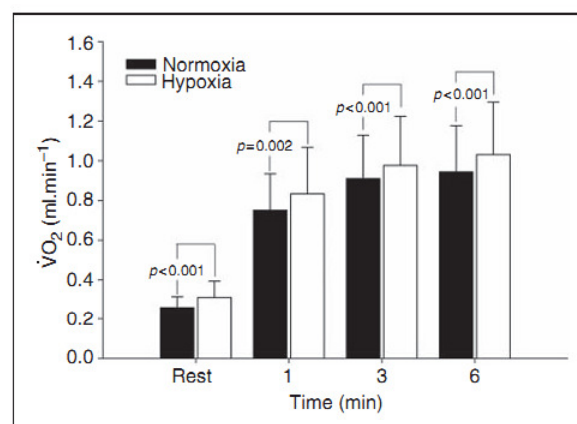 1.6
1.4
1.2
1.0
0.8
0.6
0.4
0.2
0.0
V̇O₂ (ml.min⁻¹)
Normoxia
Hypoxia
p<0.001
p=0.002
p<0.001
p<0.001
Rest 1 3 6
Time (min)